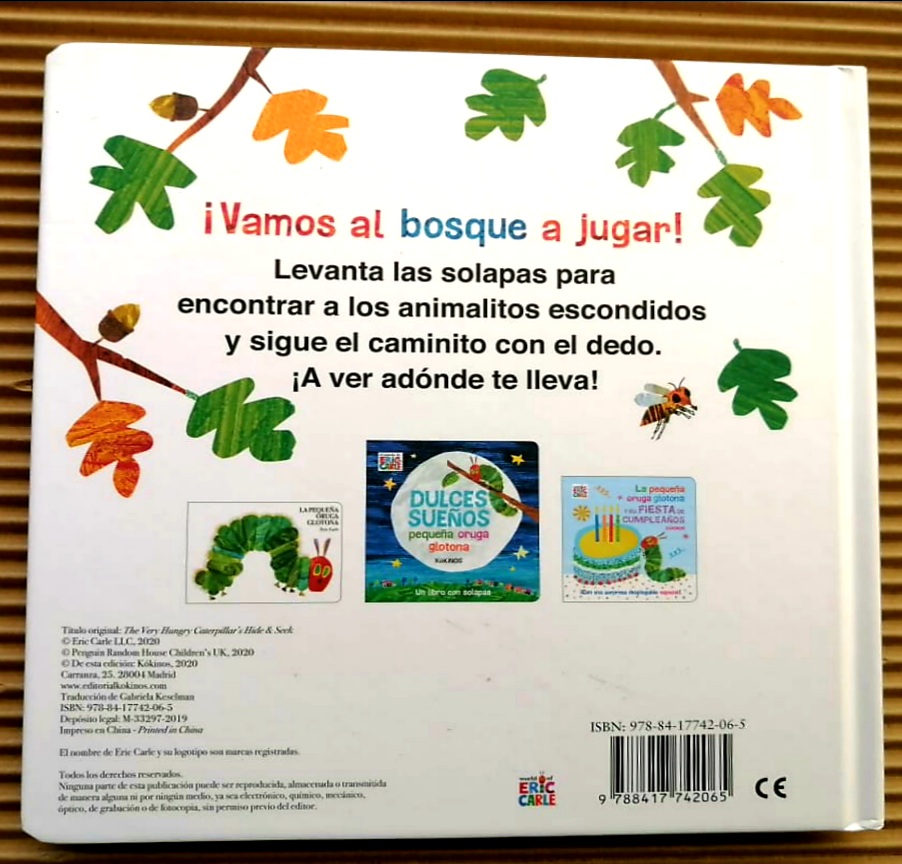 ¡Vamos al bosque a jugar!
Levanta las solapas para
encontrar a los animalitos escondidos
y sigue el caminito con el dedo.
¡A ver adónde te lleva!
LA PEQUEÑA
ORUGA
GLOTONA
Eric Carle
ERIC
CARLE
DULCES
SUEÑOS
pequeña oruga
glotona
KóKINOS
Un libro con solapas
ERIC
CARLE
La pequeña
oruga glotona
y su FIESTA DE
CUMPLEAÑOS
¡Con una sorpresa desplegable especial!
Título original: The Very Hungry Caterpillar's Hide & Seek
© Eric Carle LLC, 2020
© Penguin Random House Children's UK, 2020
© De esta edición: Kókinos, 2020
Carranza, 25. 28004 Madrid
www.editorialkokinos.com
Traducción de Gabriela Keselman
ISBN: 978-84-17742-06-5
Depósito legal: M-33297-2019
Impreso en China - Printed in China
El nombre de Eric Carle y su logotipo son marcas registradas.
Todos los derechos reservados.
Ninguna parte de esta publicación puede ser reproducida, almacenada o transmitida
de manera alguna ni por ningún medio, ya sea electrónico, químico, mecánico,
óptico, de grabación o de fotocopia, sin permiso previo del editor.
world of
ERIC
CARLE
ISBN: 978-84-17742-06-5
9 788417 742065
CE